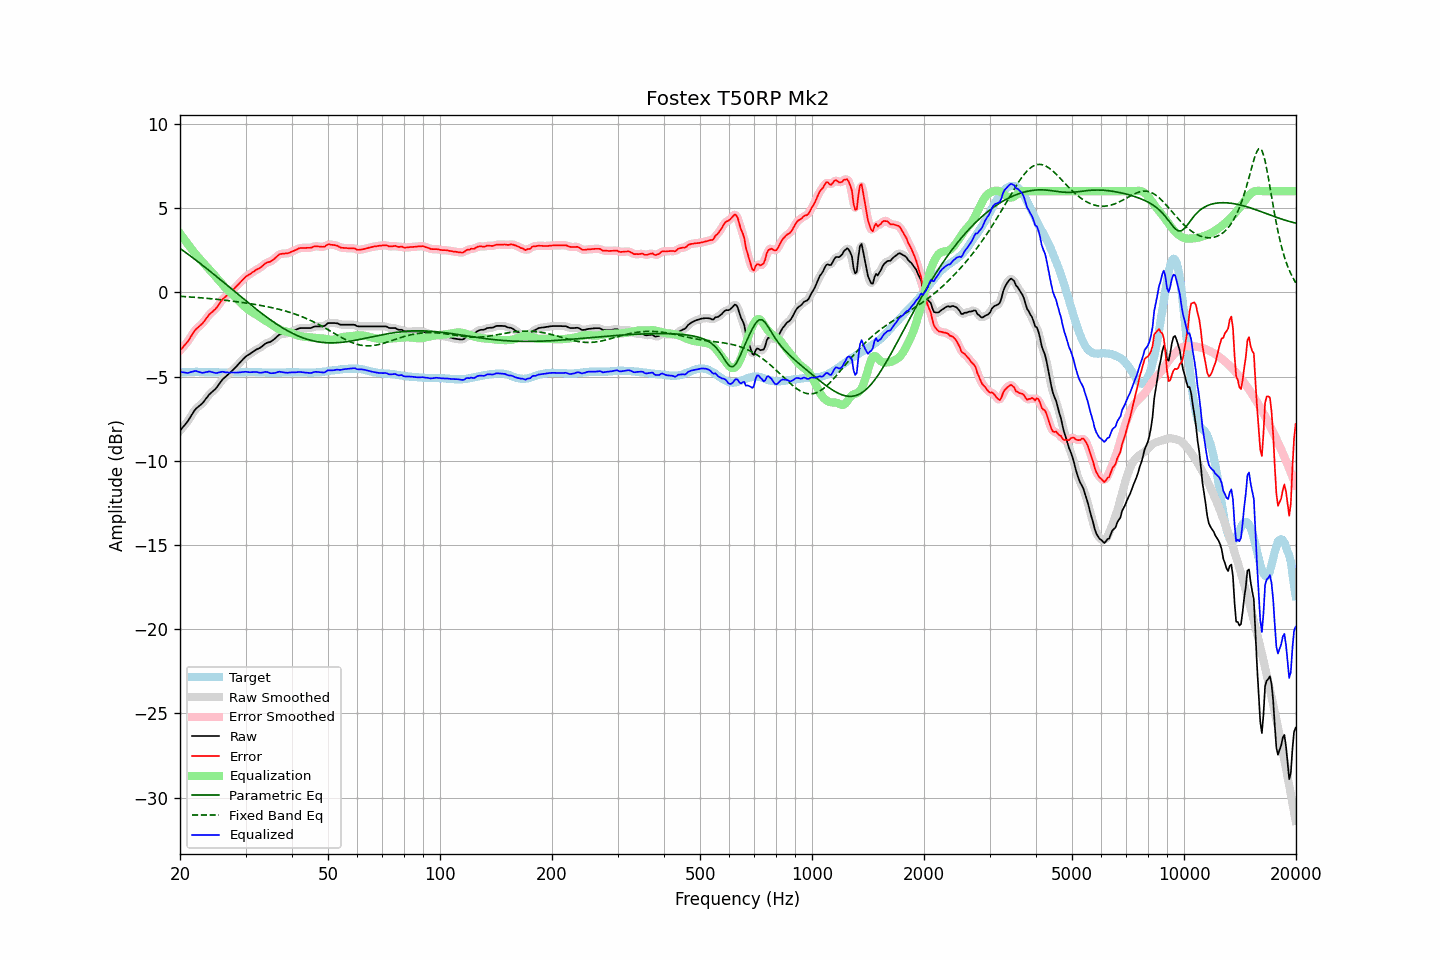 Fostex T50RP Mk2
10
5
0
−5
−10
−15
−20
−25
−30
Amplitude (dBr)
Target
Raw Smoothed
Error Smoothed
Raw
Error
Equalization
Parametric Eq
Fixed Band Eq
Equalized
20 50 100 200 500 1000 2000 5000 10000 20000
Frequency (Hz)